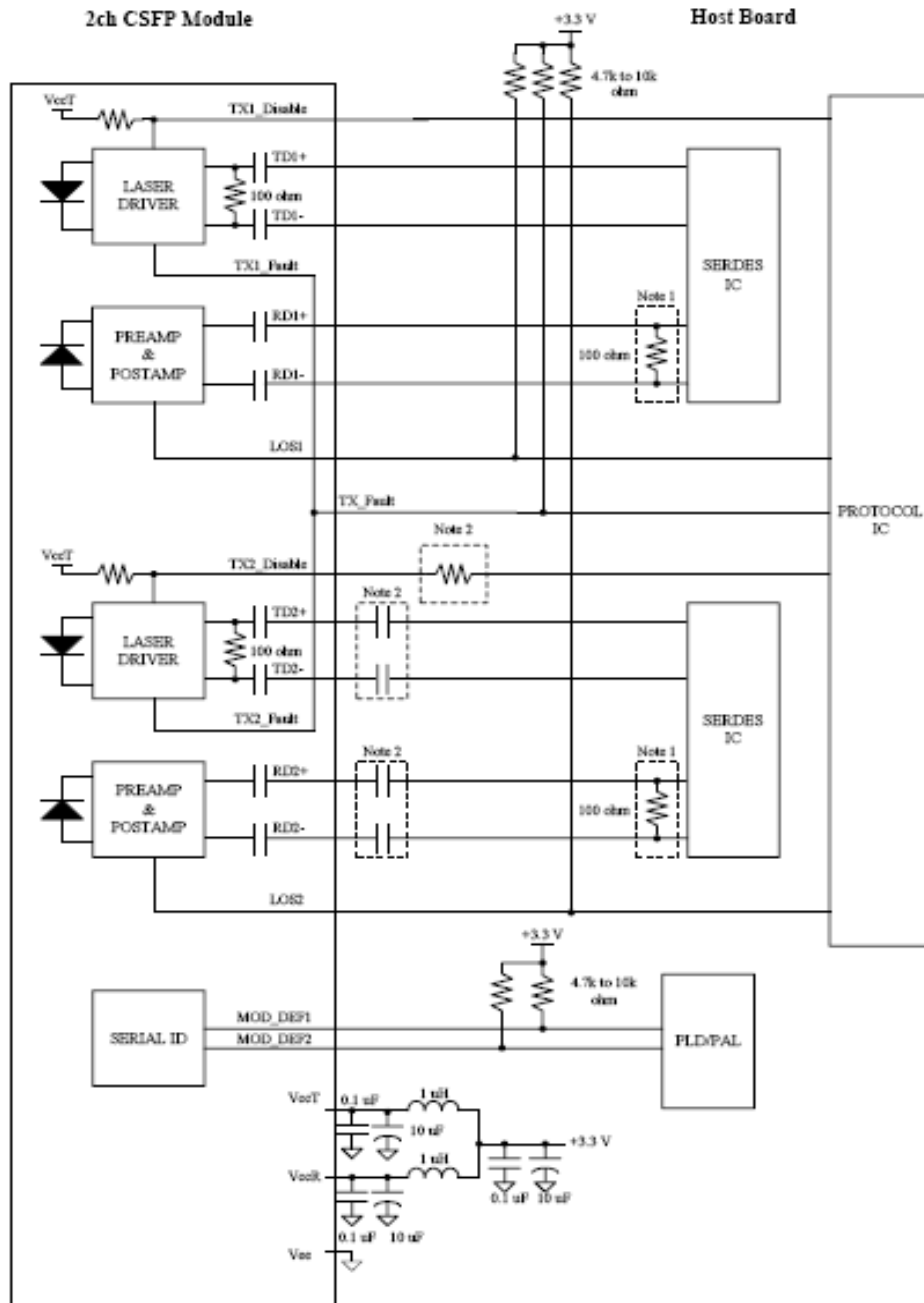 2ch CSFP Module
Host Board
+3.3 V
4.7k to 10k
ohm
VccT
TX1_Disable
LASER
DRIVER
TD1+
100 ohm
TD1-
TX1_Fault
SERDES
IC
PREAMP
&
POSTAMP
RD1+
RD1-
Note 1
100 ohm
LOS1
TX_Fault
PROTOCOL
IC
VccT
TX2_Disable
Note 2
LASER
DRIVER
TD2+
100 ohm
TD2-
Note 2
TX2_Fault
SERDES
IC
PREAMP
&
POSTAMP
RD2+
RD2-
Note 2
Note 1
100 ohm
LOS2
+3.3 V
4.7k to 10k
ohm
SERIAL ID
MOD_DEF1
MOD_DEF2
PLD/PAL
VccT
0.1 uF
1 uH
10 uF
+3.3 V
VccR
1 uH
0.1 uF
10 uF
0.1 uF
10 uF
Vee